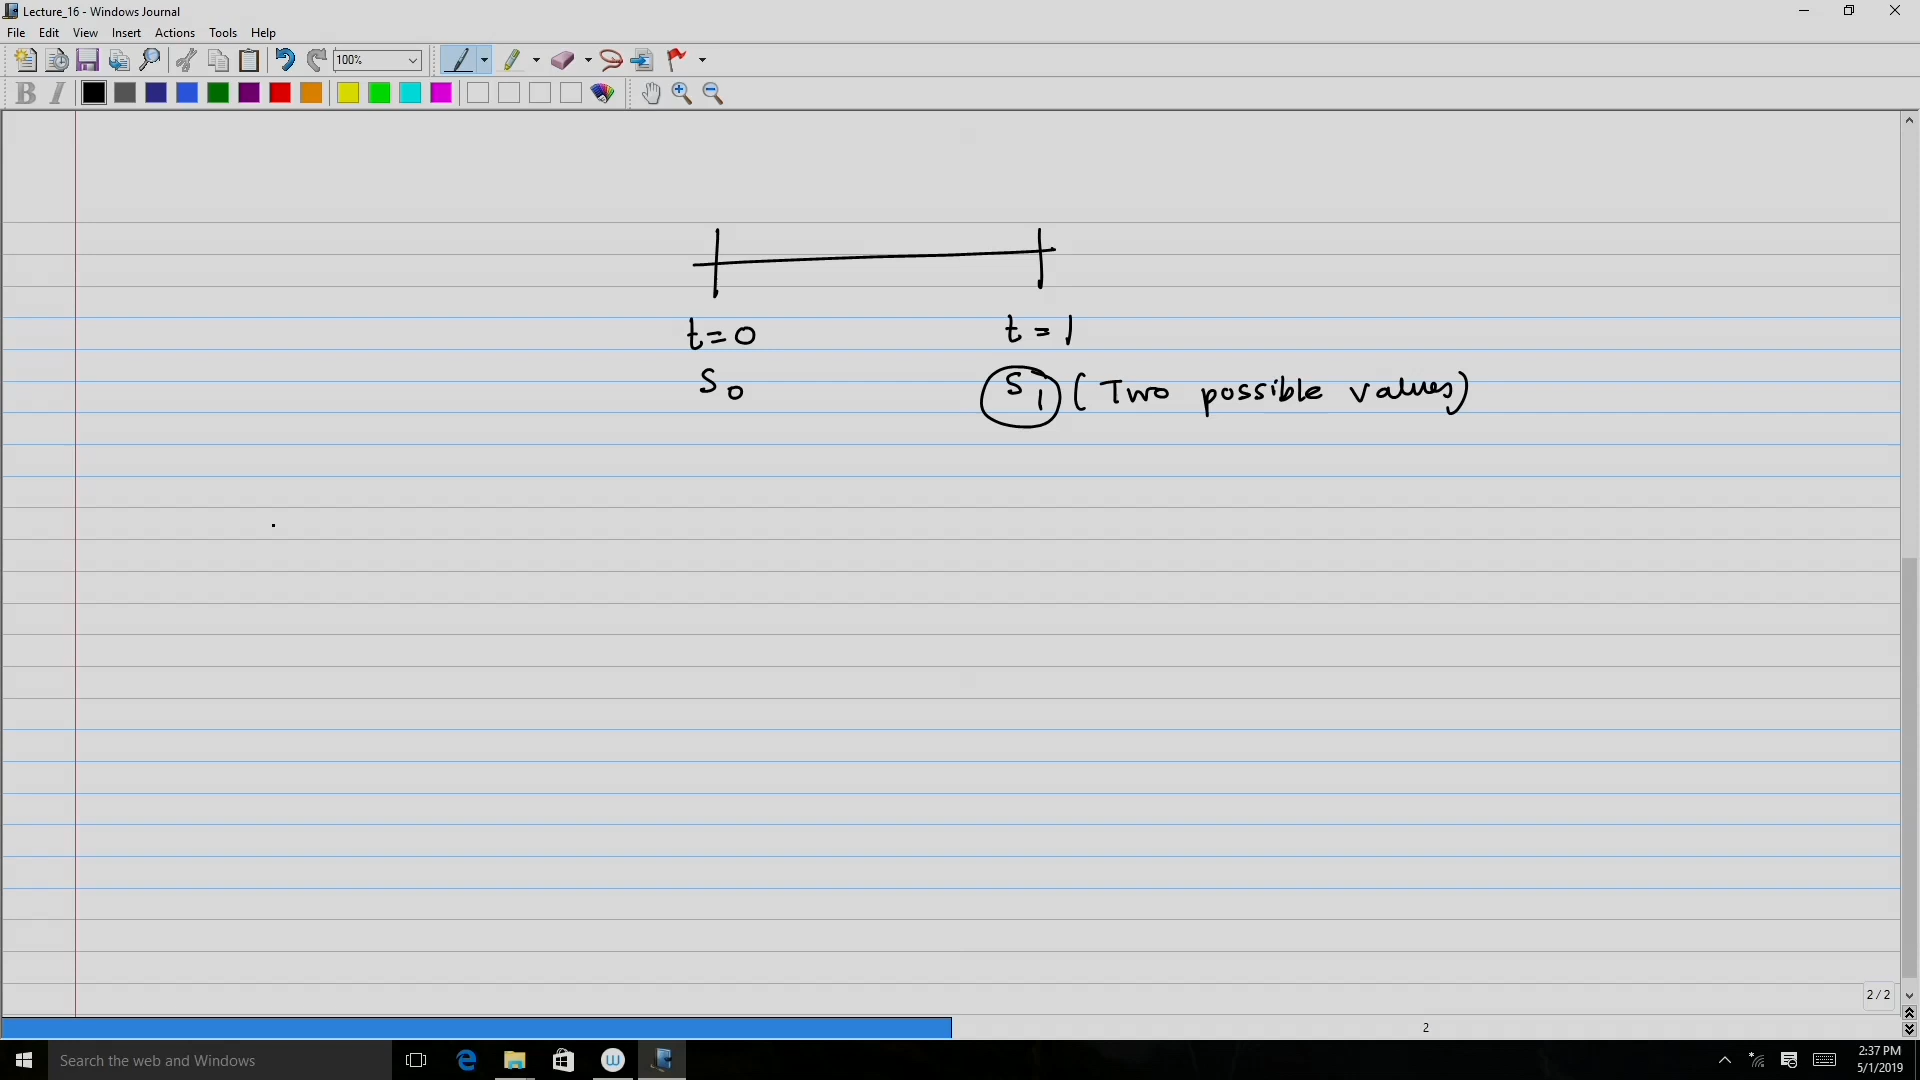 Lecture_16 - Windows Journal
File Edit View Insert Actions Tools Help
100%
B I
t=0 t = 1
S0 S1 (Two possible values)
2 / 2
2
Search the web and Windows
2:37 PM
5/1/2019